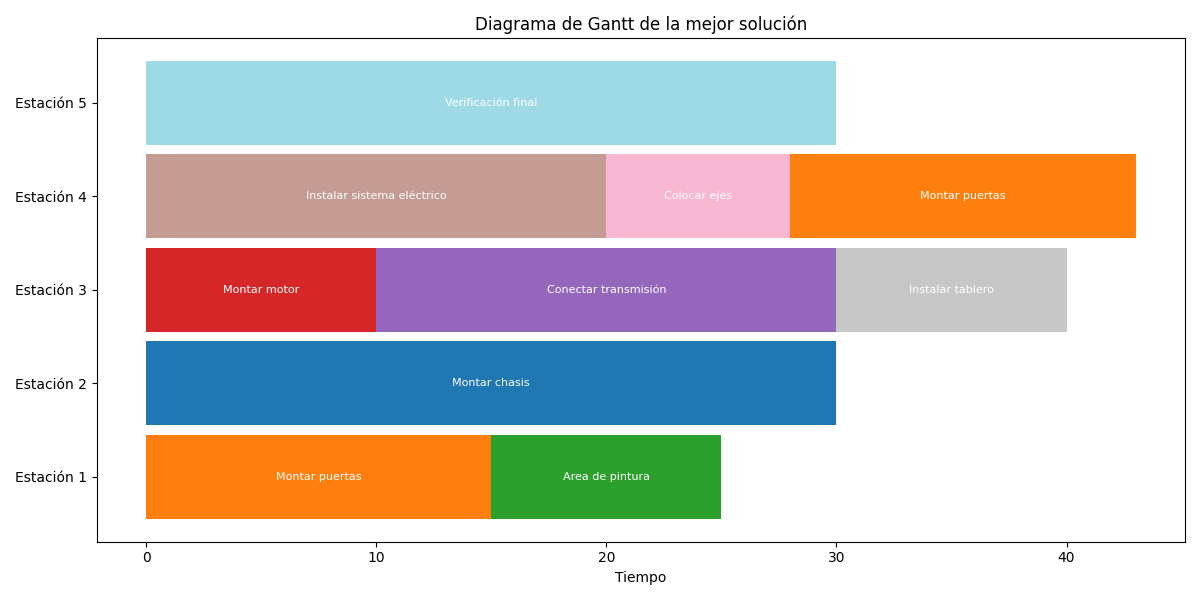 Diagrama de Gantt de la mejor solución
Estación 5
Verificación final
Estación 4
Instalar sistema eléctrico
Colocar ejes
Montar puertas
Estación 3
Montar motor
Conectar transmisión
Instalar tablero
Estación 2
Montar chasis
Estación 1
Montar puertas
Area de pintura
0
10
20
30
40
Tiempo